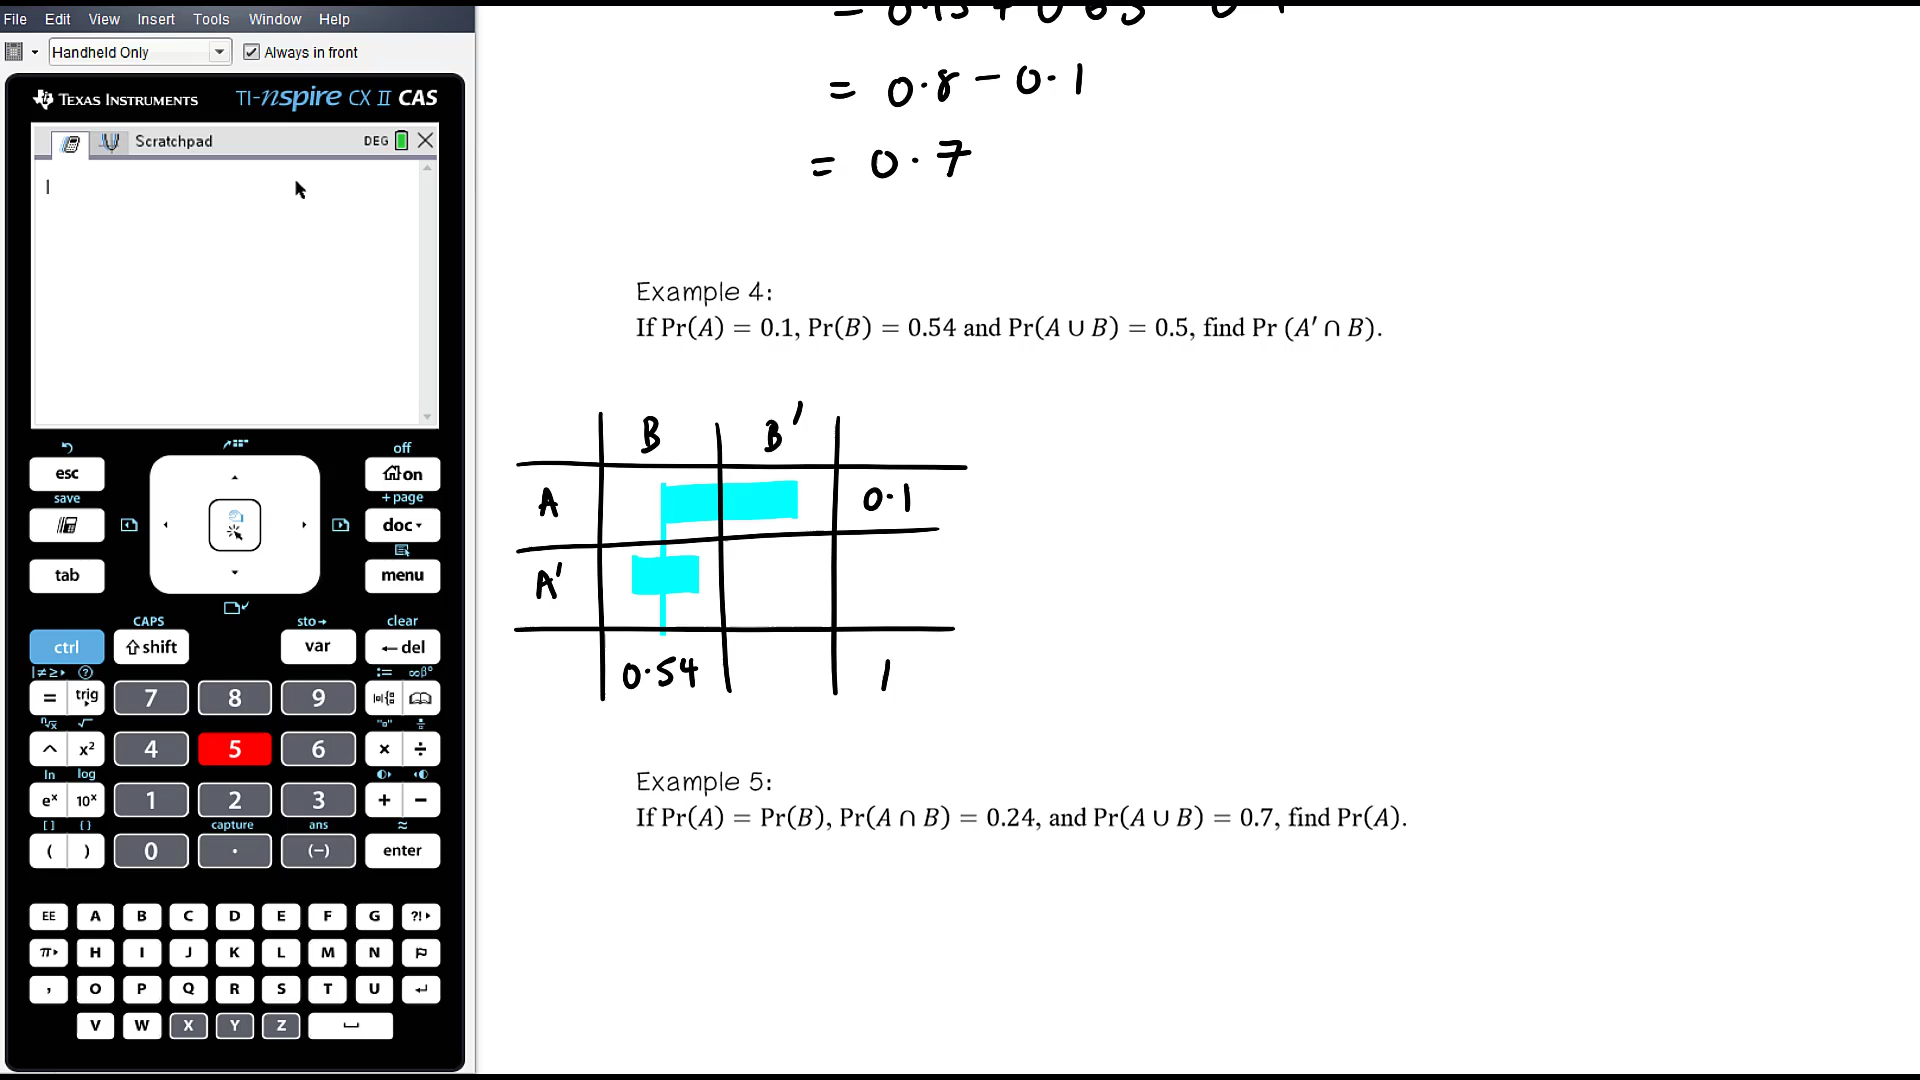 File Edit View Insert Tools Window Help
Handheld Only Always in front
TEXAS INSTRUMENTS TI-nspire CX II CAS
Scratchpad DEG
off
esc on
save + page
doc
tab menu
CAPS sto→ clear
ctrl shift var ←del
= trig 7 8 9
^ x² 4 5 6 × ÷
ln log
eˣ 10ˣ 1 2 3 + −
[ ] { } capture ans ≈
( ) 0 . (−) enter
EE A B C D E F G ?!▸
π▸ H I J K L M N
, O P Q R S T U ↵
V W X Y Z
= 0.8 − 0.1
= 0.7
Example 4:
If Pr(A) = 0.1, Pr(B) = 0.54 and Pr(A ∪ B) = 0.5, find Pr (A′ ∩ B).
B B′
A 0.1
A′
0.54 1
Example 5:
If Pr(A) = Pr(B), Pr(A ∩ B) = 0.24, and Pr(A ∪ B) = 0.7, find Pr(A).